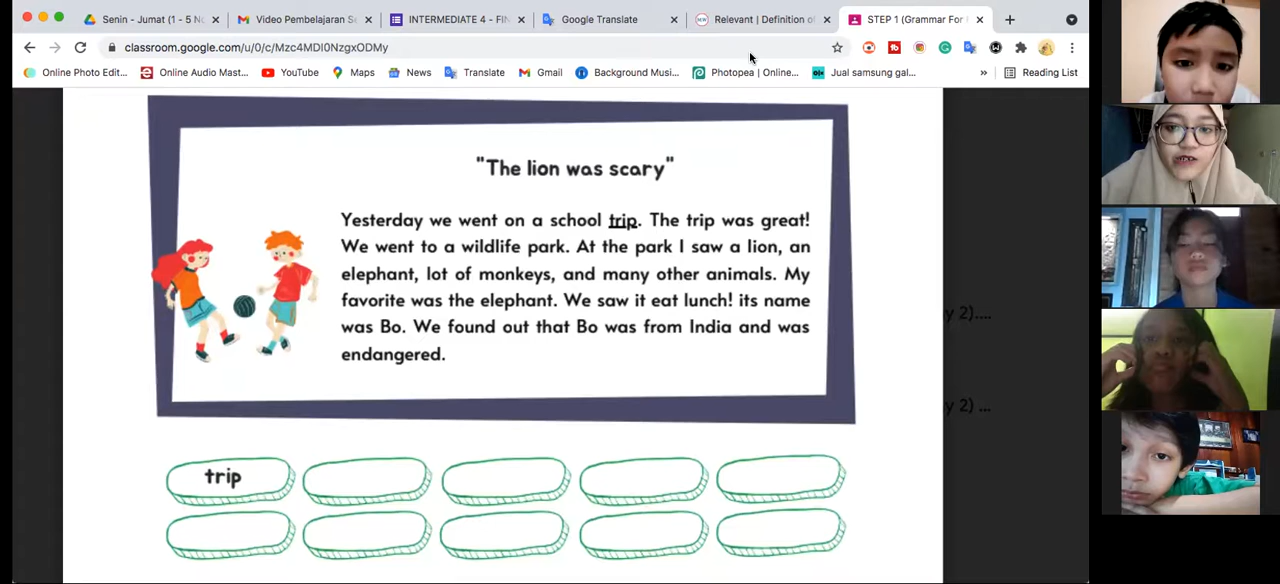 Senin - Jumat (1 - 5 No
Video Pembelajaran Se
INTERMEDIATE 4 - FIN
Google Translate
Relevant | Definition of
STEP 1 (Grammar For
classroom.google.com/u/0/c/Mzc4MDI0NzgxODMy
Online Photo Edit...
Online Audio Mast...
YouTube
Maps
News
Translate
Gmail
Background Musi...
Photopea | Online...
Jual samsung gal...
»
Reading List
"The lion was scary"
Yesterday we went on a school trip. The trip was great!
We went to a wildlife park. At the park I saw a lion, an
elephant, lot of monkeys, and many other animals. My
favorite was the elephant. We saw it eat lunch! its name
was Bo. We found out that Bo was from India and was
endangered.
y 2)....
y 2) ...
trip